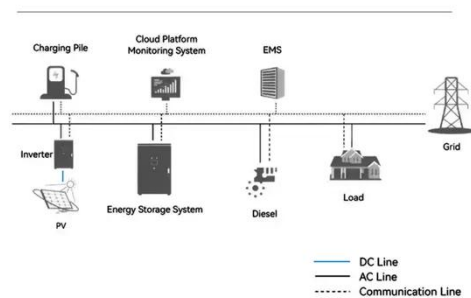 Charging Pile
Cloud Platform
Monitoring System
EMS
Grid
Inverter
PV
Energy Storage System
Diesel
Load
DC Line
AC Line
Communication Line